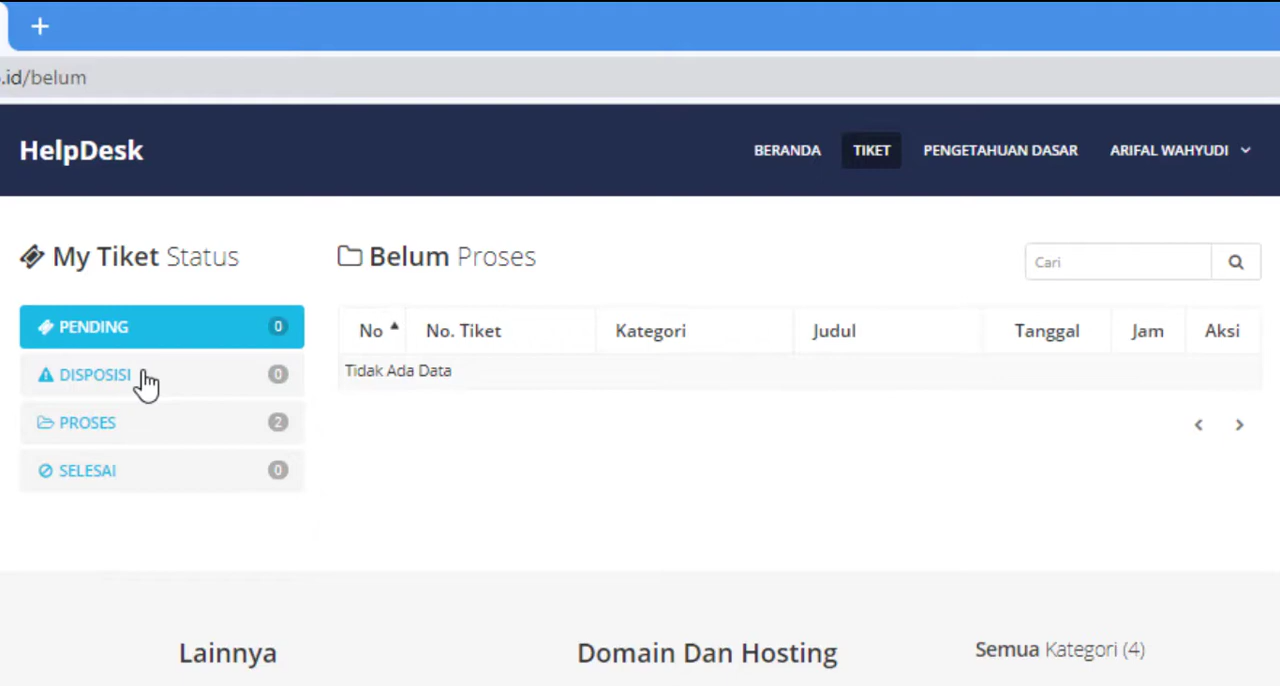 +
.id/belum
HelpDesk
BERANDA TIKET PENGETAHUAN DASAR ARIFAL WAHYUDI
My Tiket Status
Belum Proses
Cari
PENDING 0
DISPOSISI 0
PROSES 2
SELESAI 0
No No. Tiket Kategori Judul Tanggal Jam Aksi
Tidak Ada Data
Lainnya
Domain Dan Hosting
Semua Kategori (4)